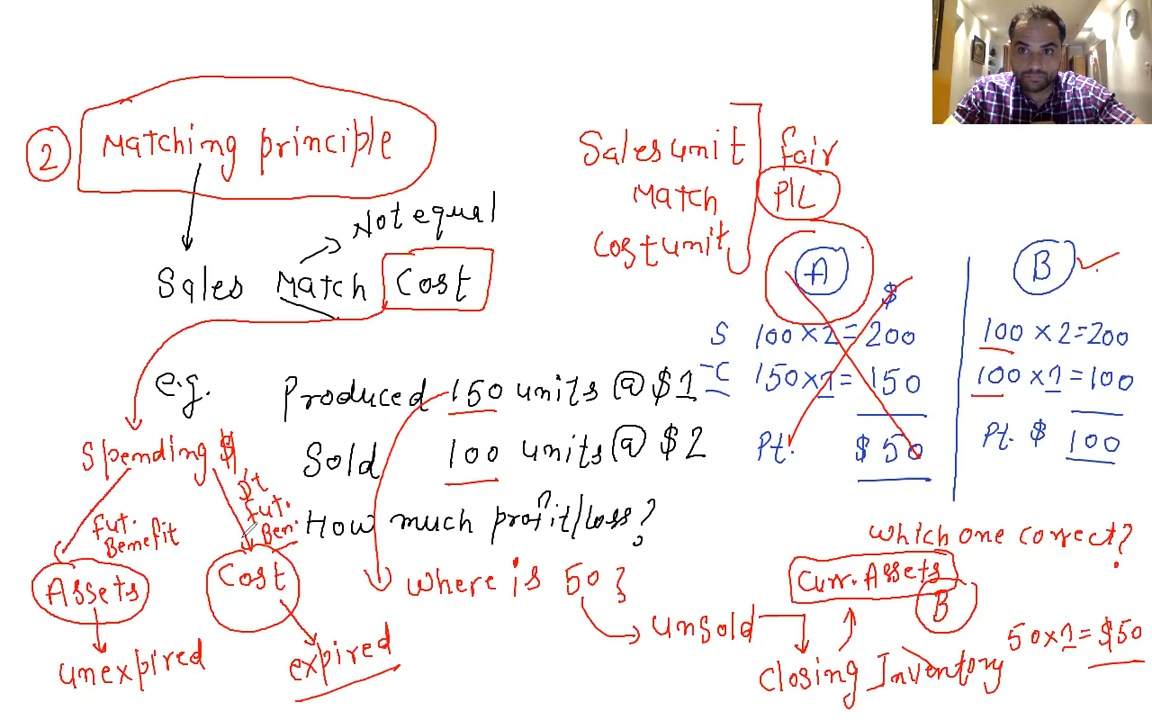 2
Matching principle
Not equal
Sales Match Cost
Sales unit
Match
Cost unit
fair
P/L
A
$
S 100 × 2 = 200
-C 150 × 1 = 150
Pt. $ 50
B
100 × 2 = 200
100 × 1 = 100
Pt. $ 100
e.g.
Produced 150 units @ $1
Sold 100 units @ $2
How much profit/loss?
Spending $
fut.
Benefit
fut.
Ben.
Assets
Cost
unexpired
expired
Where is 50?
unsold
Closing Inventory
Curr. Assets
B
which one correct?
50 × 1 = $50